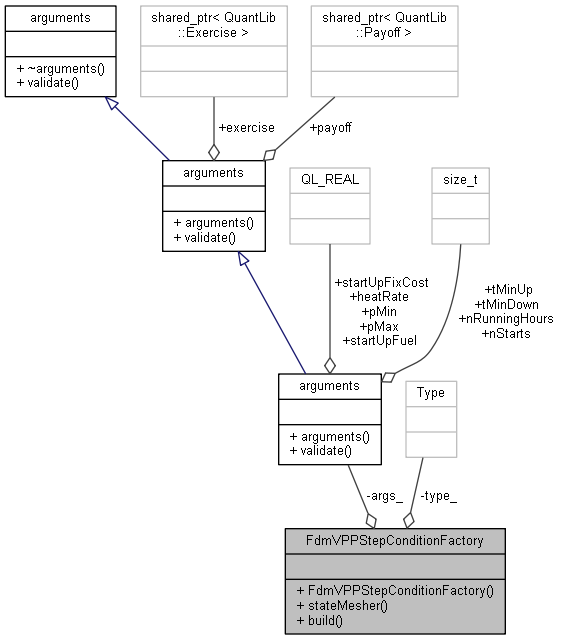 arguments
+ ~arguments()
+ validate()
shared_ptr< QuantLib
::Exercise >
shared_ptr< QuantLib
::Payoff >
+exercise
+payoff
arguments
+ arguments()
+ validate()
QL_REAL
size_t
+startUpFixCost
+heatRate
+pMin
+pMax
+startUpFuel
+tMinUp
+tMinDown
+nRunningHours
+nStarts
arguments
+ arguments()
+ validate()
Type
-args_
-type_
FdmVPPStepConditionFactory
+ FdmVPPStepConditionFactory()
+ stateMesher()
+ build()